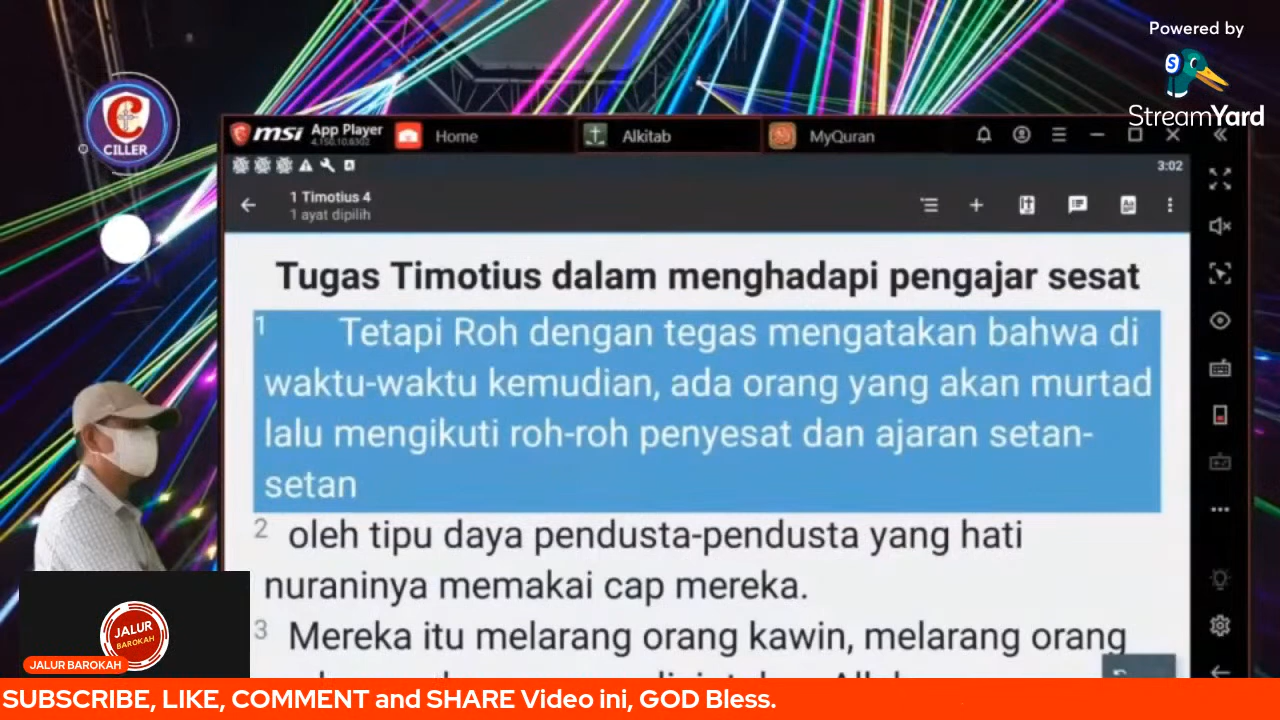 Powered by
StreamYard
CILLER
msi App Player
4.150.10.6302
Home
Alkitab
MyQuran
3:02
1 Timotius 4
1 ayat dipilih
Tugas Timotius dalam menghadapi pengajar sesat
1 Tetapi Roh dengan tegas mengatakan bahwa di
waktu-waktu kemudian, ada orang yang akan murtad
lalu mengikuti roh-roh penyesat dan ajaran setan-
setan
2 oleh tipu daya pendusta-pendusta yang hati
nuraninya memakai cap mereka.
3 Mereka itu melarang orang kawin, melarang orang
JALUR
BAROKAH
JALUR BAROKAH
SUBSCRIBE, LIKE, COMMENT and SHARE Video ini, GOD Bless.